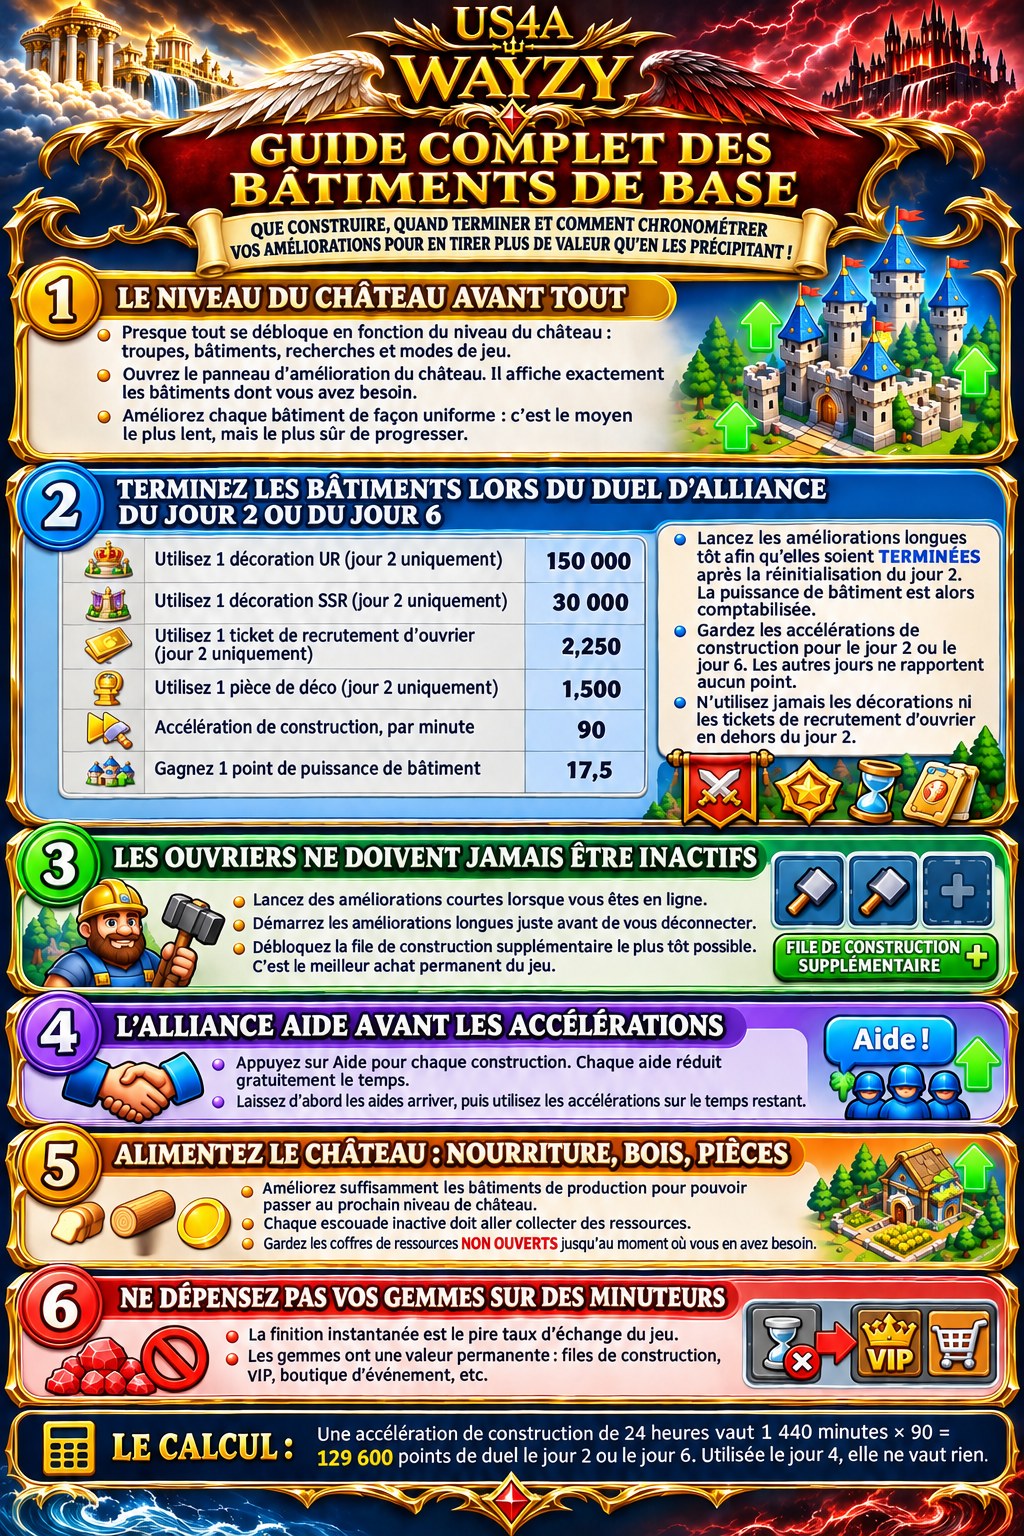 US4A
WAYZY
GUIDE COMPLET DES
BÂTIMENTS DE BASE
QUE CONSTRUIRE, QUAND TERMINER ET COMMENT CHRONOMÉTRER
VOS AMÉLIORATIONS POUR EN TIRER PLUS DE VALEUR QU'EN LES PRÉCIPITANT !
1
LE NIVEAU DU CHÂTEAU AVANT TOUT
Presque tout se débloque en fonction du niveau du château :
troupes, bâtiments, recherches et modes de jeu.
Ouvrez le panneau d'amélioration du château. Il affiche exactement
les bâtiments dont vous avez besoin.
Améliorez chaque bâtiment de façon uniforme : c'est le moyen
le plus lent, mais le plus sûr de progresser.
2
TERMINEZ LES BÂTIMENTS LORS DU DUEL D'ALLIANCE
DU JOUR 2 OU DU JOUR 6
Utilisez 1 décoration UR (jour 2 uniquement) 150 000
Utilisez 1 décoration SSR (jour 2 uniquement) 30 000
Utilisez 1 ticket de recrutement d'ouvrier
(jour 2 uniquement) 2,250
Utilisez 1 pièce de déco (jour 2 uniquement) 1,500
Accélération de construction, par minute 90
Gagnez 1 point de puissance de bâtiment 17,5
Lancez les améliorations longues
tôt afin qu'elles soient TERMINÉES
après la réinitialisation du jour 2.
La puissance de bâtiment est alors
comptabilisée.
Gardez les accélérations de
construction pour le jour 2 ou le
jour 6. Les autres jours ne rapportent
aucun point.
N'utilisez jamais les décorations ni
les tickets de recrutement d'ouvrier
en dehors du jour 2.
3
LES OUVRIERS NE DOIVENT JAMAIS ÊTRE INACTIFS
Lancez des améliorations courtes lorsque vous êtes en ligne.
Démarrez les améliorations longues juste avant de vous déconnecter.
Débloquez la file de construction supplémentaire le plus tôt possible.
C'est le meilleur achat permanent du jeu.
FILE DE CONSTRUCTION
SUPPLÉMENTAIRE
4
L'ALLIANCE AIDE AVANT LES ACCÉLÉRATIONS
Appuyez sur Aide pour chaque construction. Chaque aide réduit
gratuitement le temps.
Laissez d'abord les aides arriver, puis utilisez les accélérations sur le temps restant.
Aide !
5
ALIMENTEZ LE CHÂTEAU : NOURRITURE, BOIS, PIÈCES
Améliorez suffisamment les bâtiments de production pour pouvoir
passer au prochain niveau de château.
Chaque escouade inactive doit aller collecter des ressources.
Gardez les coffres de ressources NON OUVERTS jusqu'au moment où vous en avez besoin.
6
NE DÉPENSEZ PAS VOS GEMMES SUR DES MINUTEURS
La finition instantanée est le pire taux d'échange du jeu.
Les gemmes ont une valeur permanente : files de construction,
VIP, boutique d'événement, etc.
VIP
LE CALCUL :
Une accélération de construction de 24 heures vaut 1 440 minutes × 90 =
129 600 points de duel le jour 2 ou le jour 6. Utilisée le jour 4, elle ne vaut rien.